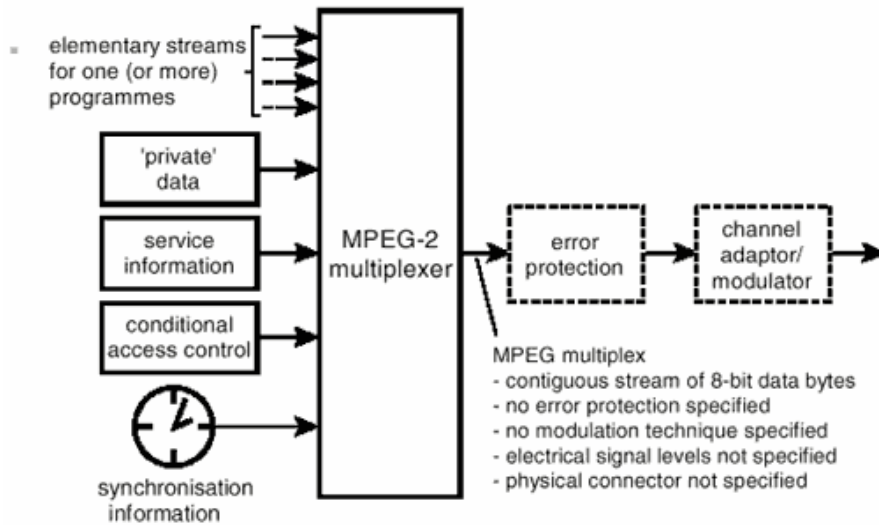 elementary streams
for one (or more)
programmes
'private'
data
service
information
conditional
access control
synchronisation
information
MPEG-2
multiplexer
error
protection
channel
adaptor/
modulator
MPEG multiplex
- contiguous stream of 8-bit data bytes
- no error protection specified
- no modulation technique specified
- electrical signal levels not specified
- physical connector not specified